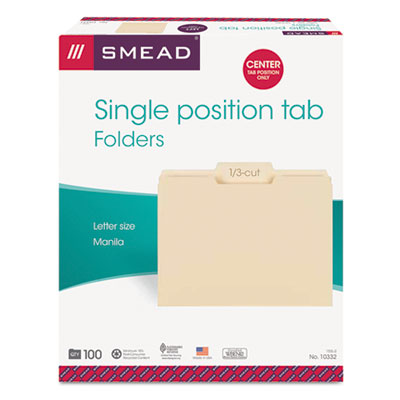 SMEAD
CENTER
TAB POSITION
ONLY
Single position tab
Folders
1/3-cut
Letter size
Manila
QTY 100
No. 10332